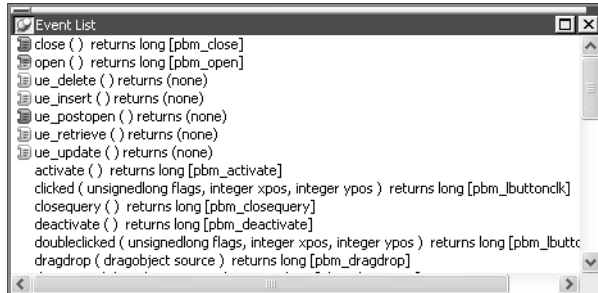 Event List
close ( )  returns long [pbm_close]
open ( )  returns long [pbm_open]
ue_delete ( ) returns (none)
ue_insert ( ) returns (none)
ue_postopen ( ) returns (none)
ue_retrieve ( ) returns (none)
ue_update ( ) returns (none)
activate ( )  returns long [pbm_activate]
clicked ( unsignedlong flags, integer xpos, integer ypos )  returns long [pbm_lbuttonclk]
closequery ( )  returns long [pbm_closequery]
deactivate ( )  returns long [pbm_deactivate]
doubleclicked ( unsignedlong flags, integer xpos, integer ypos )  returns long [pbm_lbuttc
dragdrop ( dragobject source )  returns long [pbm_dragdrop]